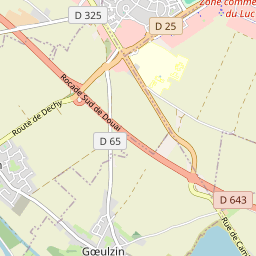 Zone comme
du Luc
D 325
D 25
Rocade Sud de Douai
Route de Dechy
D 65
D 643
Rue de Cam
Gœulzin